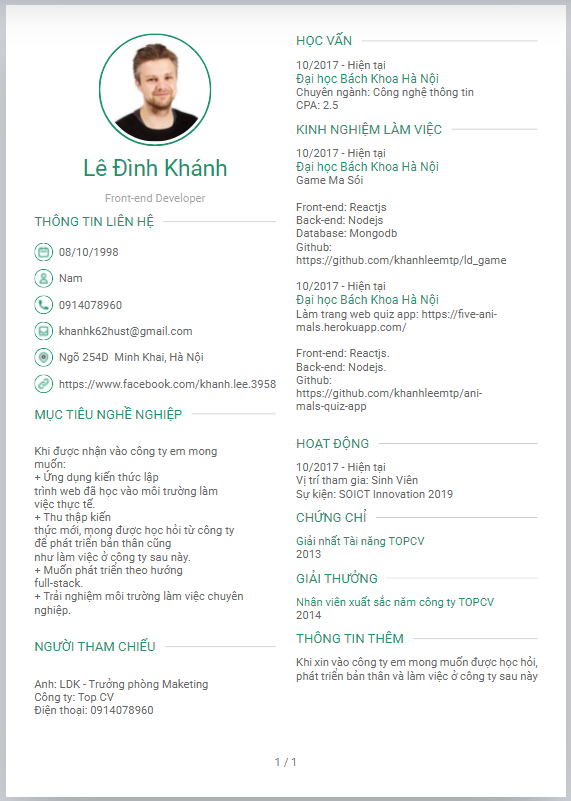 Lê Đình Khánh
Front-end Developer
THÔNG TIN LIÊN HỆ
08/10/1998
Nam
0914078960
khanhk62hust@gmail.com
Ngõ 254D  Minh Khai, Hà Nội
https://www.facebook.com/khanh.lee.3958
MỤC TIÊU NGHỀ NGHIỆP
Khi được nhận vào công ty em mong
muốn:
+ Ứng dụng kiến thức lập
trình web đã học vào môi trường làm
việc thực tế.
+ Thu thập kiến
thức mới, mong được học hỏi từ công ty
để phát triển bản thân cũng
như làm việc ở công ty sau này.
+ Muốn phát triển theo hướng
full-stack.
+ Trải nghiệm môi trường làm việc chuyên
nghiệp.
NGƯỜI THAM CHIẾU
Anh: LDK - Trưởng phòng Maketing
Công ty: Top CV
Điện thoại: 0914078960
HỌC VẤN
10/2017 - Hiện tại
Đại học Bách Khoa Hà Nội
Chuyên ngành: Công nghệ thông tin
CPA: 2.5
KINH NGHIỆM LÀM VIỆC
10/2017 - Hiện tại
Đại học Bách Khoa Hà Nội
Game Ma Sói
Front-end: Reactjs
Back-end: Nodejs
Database: Mongodb
Github:
https://github.com/khanhleemtp/ld_game
10/2017 - Hiện tại
Đại học Bách Khoa Hà Nội
Làm trang web quiz app: https://five-ani-
mals.herokuapp.com/
Front-end: Reactjs.
Back-end: Nodejs.
Github:
https://github.com/khanhleemtp/ani-
mals-quiz-app
HOẠT ĐỘNG
10/2017 - Hiện tại
Vị trí tham gia: Sinh Viên
Sự kiện: SOICT Innovation 2019
CHỨNG CHỈ
Giải nhất Tài năng TOPCV
2013
GIẢI THƯỞNG
Nhân viên xuất sắc năm công ty TOPCV
2014
THÔNG TIN THÊM
Khi xin vào công ty em mong muốn được học hỏi,
phát triển bản thân và làm việc ở công ty sau này
1 / 1